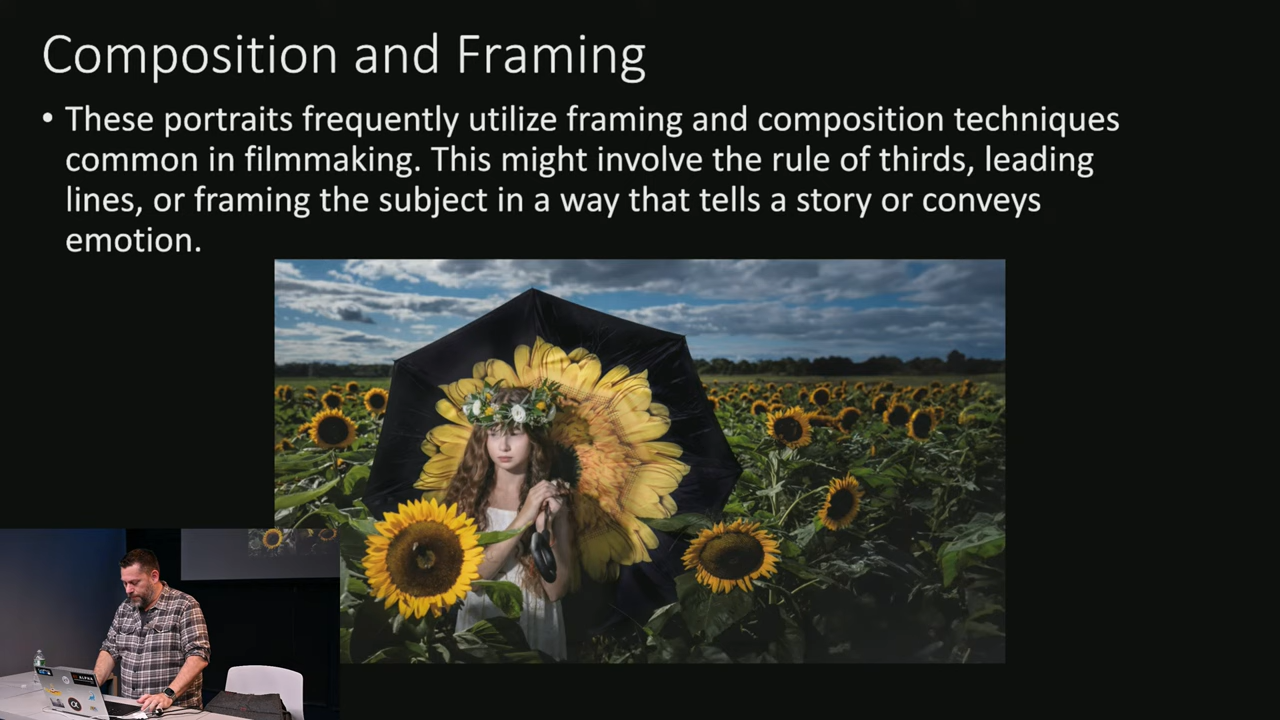 Composition and Framing
• These portraits frequently utilize framing and composition techniques
common in filmmaking. This might involve the rule of thirds, leading
lines, or framing the subject in a way that tells a story or conveys
emotion.
ALPHA